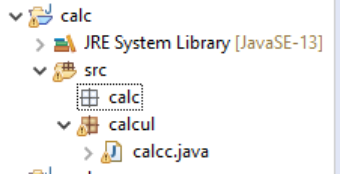 calc
JRE System Library [JavaSE-13]
src
calc
calcul
calcc.java